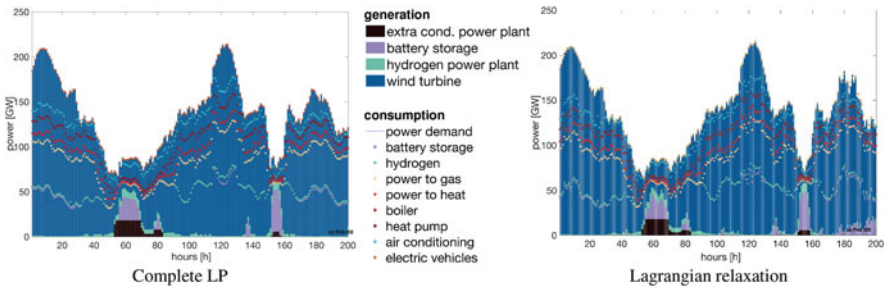 250
200
150
100
50
0
power [GW]
20 40 60 80 100 120 140 160 180 200
hours [h]
Complete LP
generation
extra cond. power plant
battery storage
hydrogen power plant
wind turbine
consumption
power demand
battery storage
hydrogen
power to gas
power to heat
boiler
heat pump
air conditioning
electric vehicles
250
200
150
100
50
0
power [GW]
20 40 60 80 100 120 140 160 180 200
hours [h]
Lagrangian relaxation